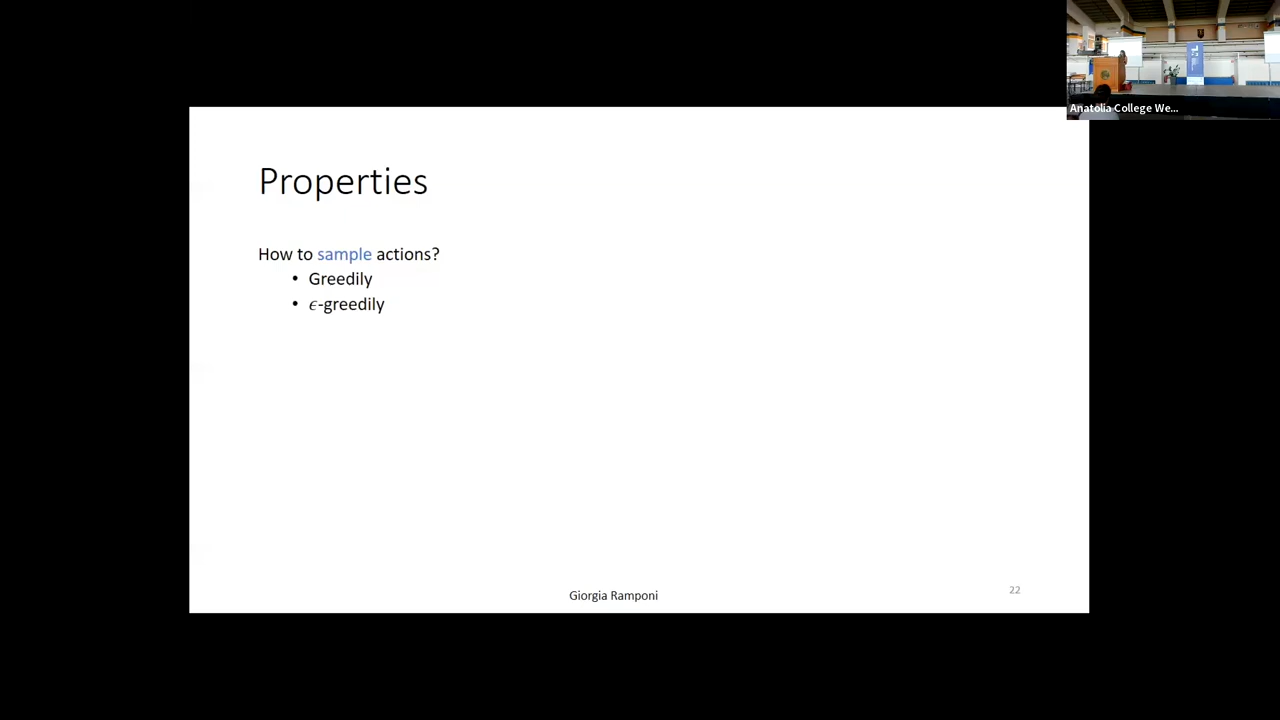 Anatolia College We...
Properties
How to sample actions?
• Greedily
• ϵ-greedily
Giorgia Ramponi
22